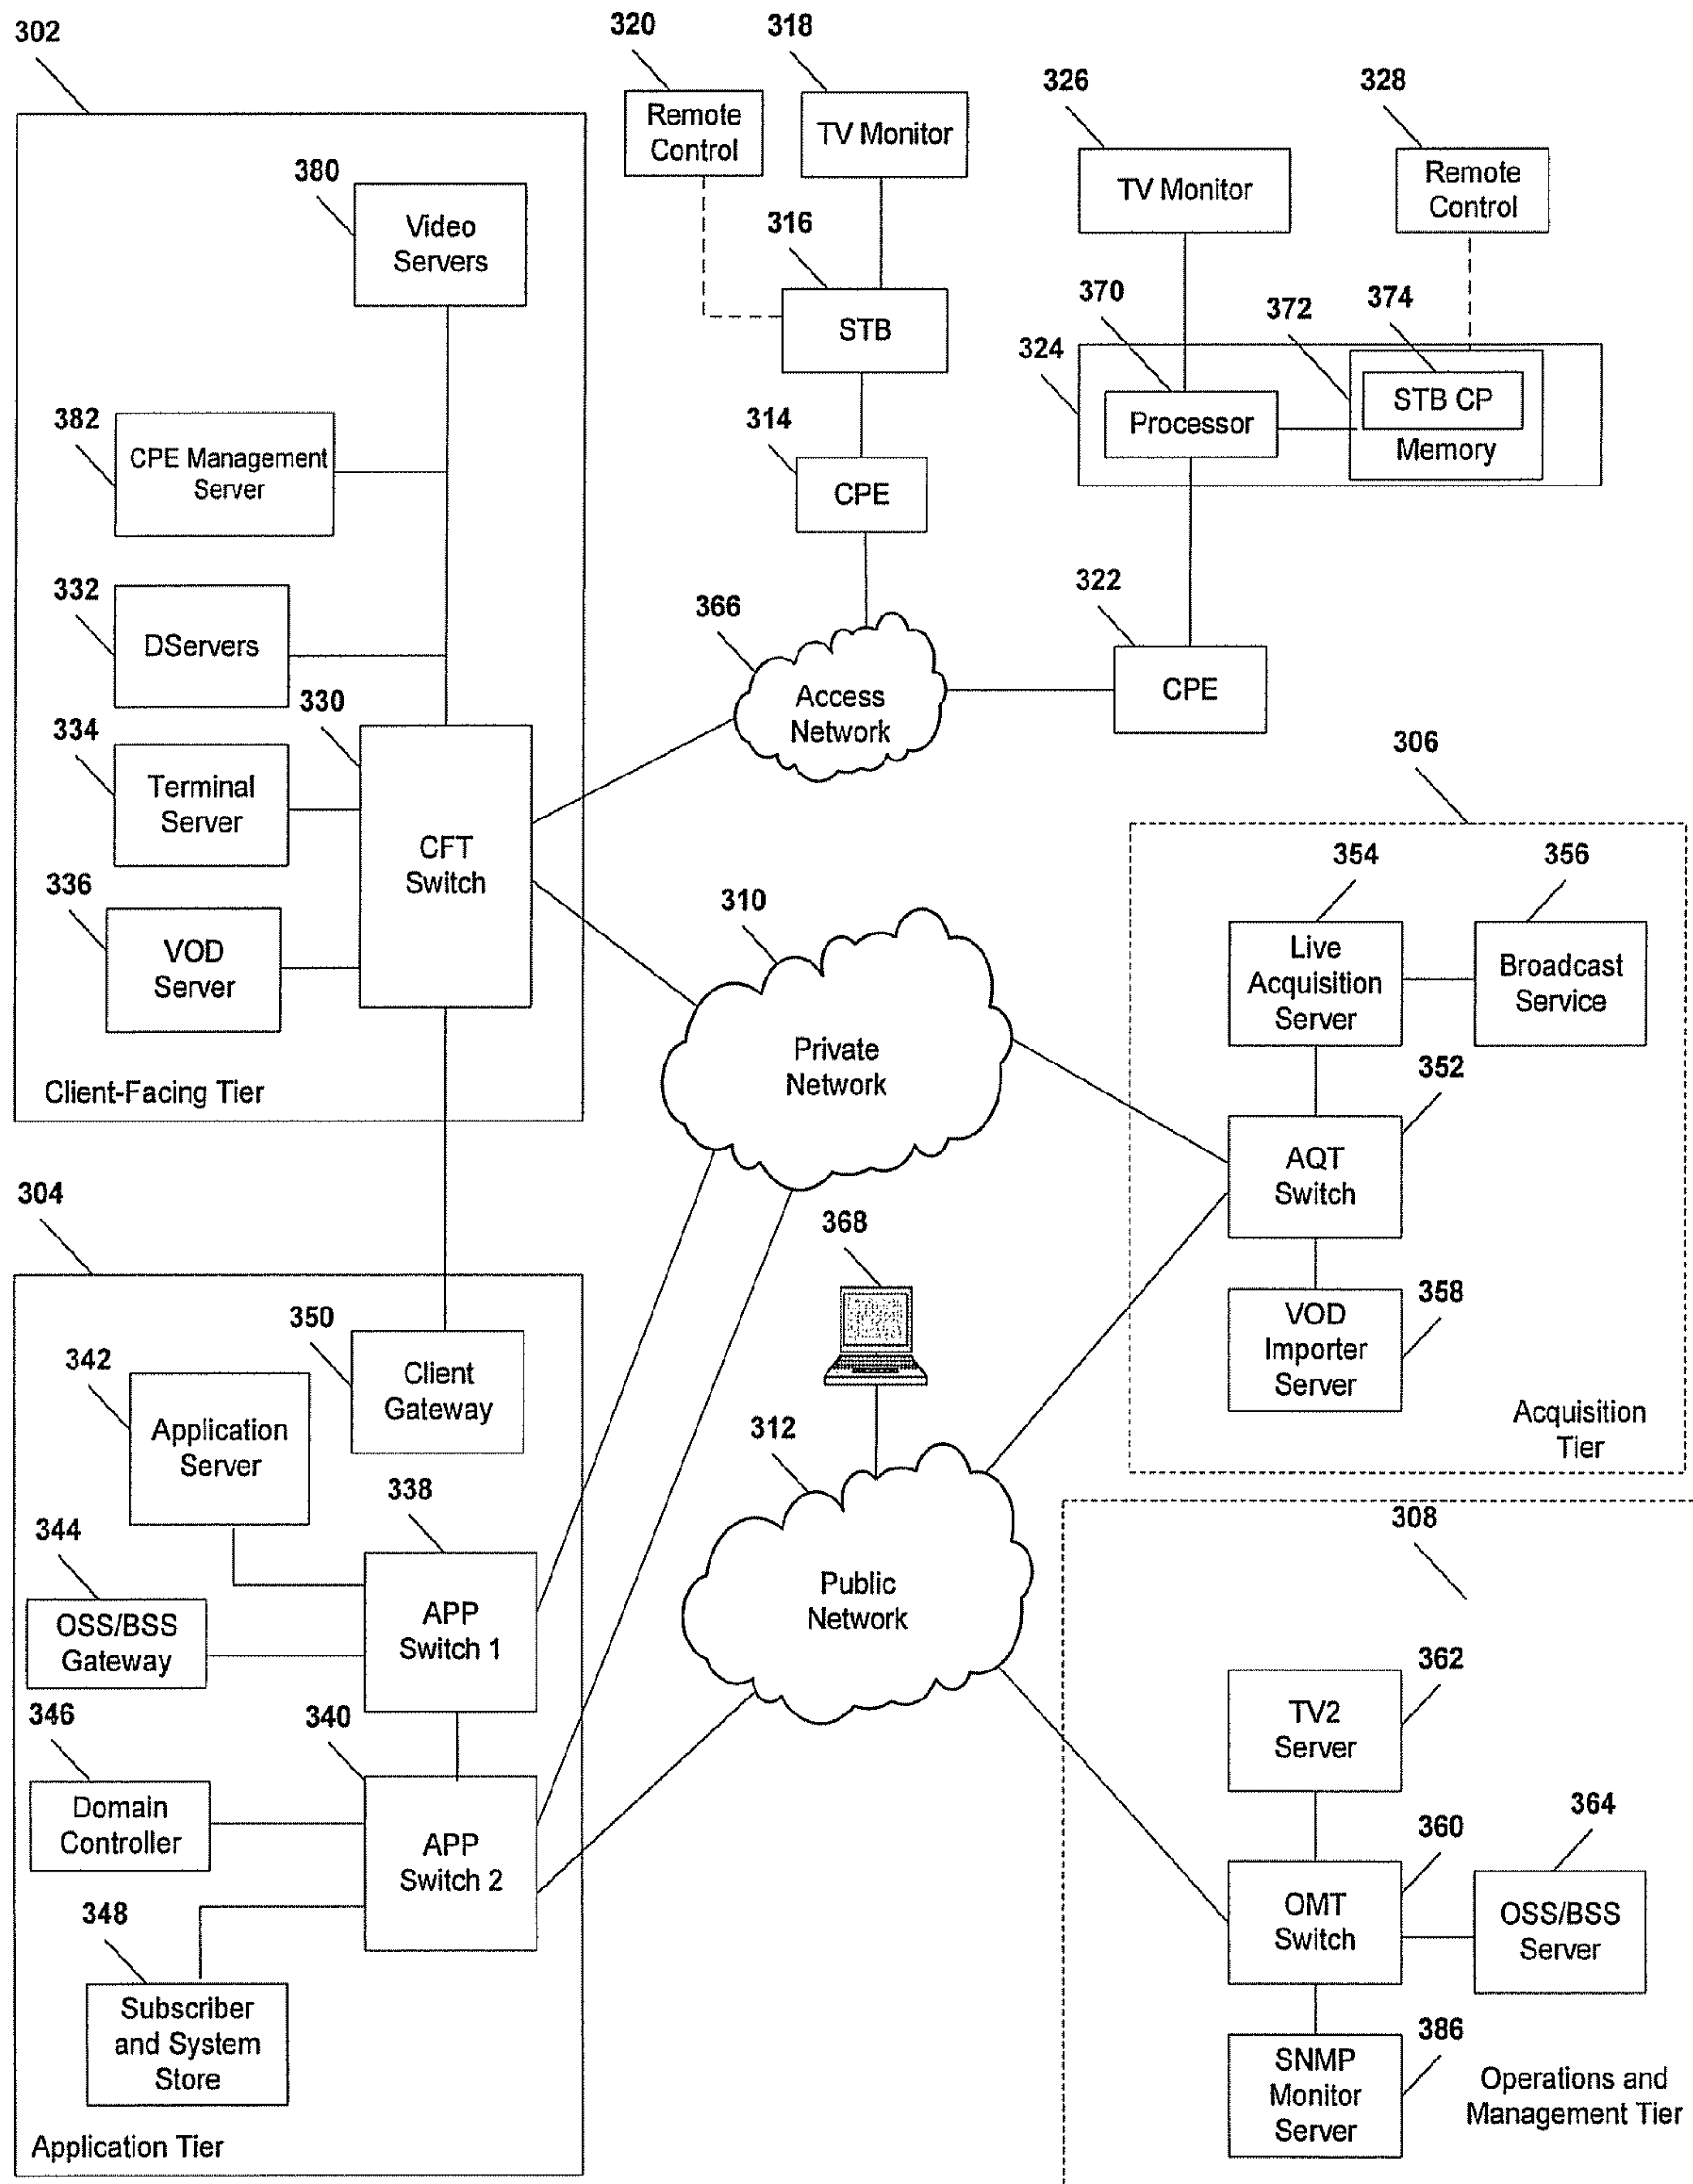 302
320
318
326
328
Remote
Control
TV Monitor
TV Monitor
Remote
Control
380
Video
Servers
316
STB
370
372
374
324
STB CP
Processor
Memory
382
CPE Management
Server
314
CPE
332
DServers
366
322
Access
Network
CPE
330
334
Terminal
Server
CFT
Switch
336
VOD
Server
Client-Facing Tier
310
Private
Network
306
354
356
Live
Acquisition
Server
Broadcast
Service
352
AQT
Switch
358
VOD
Importer
Server
Acquisition
Tier
304
368
350
Client
Gateway
342
Application
Server
312
Public
Network
338
344
OSS/BSS
Gateway
APP
Switch 1
346
340
Domain
Controller
APP
Switch 2
348
Subscriber
and System
Store
Application Tier
308
362
TV2
Server
360
364
OMT
Switch
OSS/BSS
Server
386
SNMP
Monitor
Server
Operations and
Management Tier